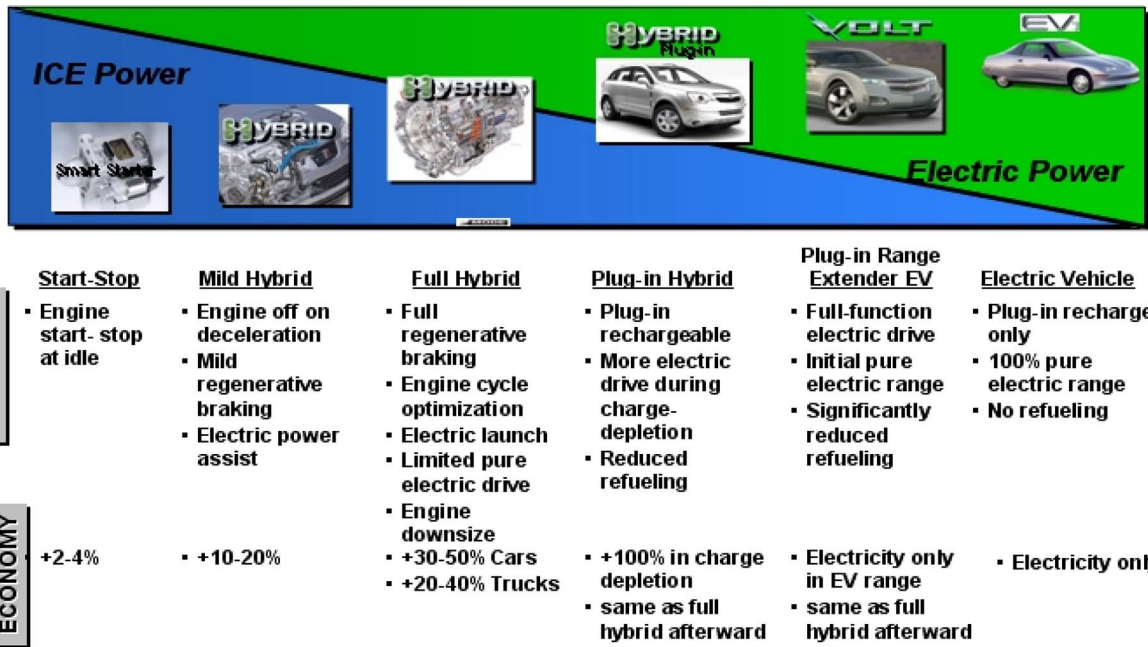 HYBRID
Plug-in
VOLT
EV
ICE Power
HYBRID
HYBRID
Smart Starter
Electric Power
MODE
Start-Stop
Engine
start- stop
at idle
Mild Hybrid
Engine off on
deceleration
Mild
regenerative
braking
Electric power
assist
Full Hybrid
Full
regenerative
braking
Engine cycle
optimization
Electric launch
Limited pure
electric drive
Engine
downsize
Plug-in Hybrid
Plug-in
rechargeable
More electric
drive during
charge-
depletion
Reduced
refueling
Plug-in Range
Extender EV
Full-function
electric drive
Initial pure
electric range
Significantly
reduced
refueling
Electric Vehicle
Plug-in recharge
only
100% pure
electric range
No refueling
ECONOMY
+2-4%
+10-20%
+30-50% Cars
+20-40% Trucks
+100% in charge
depletion
same as full
hybrid afterward
Electricity only
in EV range
same as full
hybrid afterward
Electricity onl